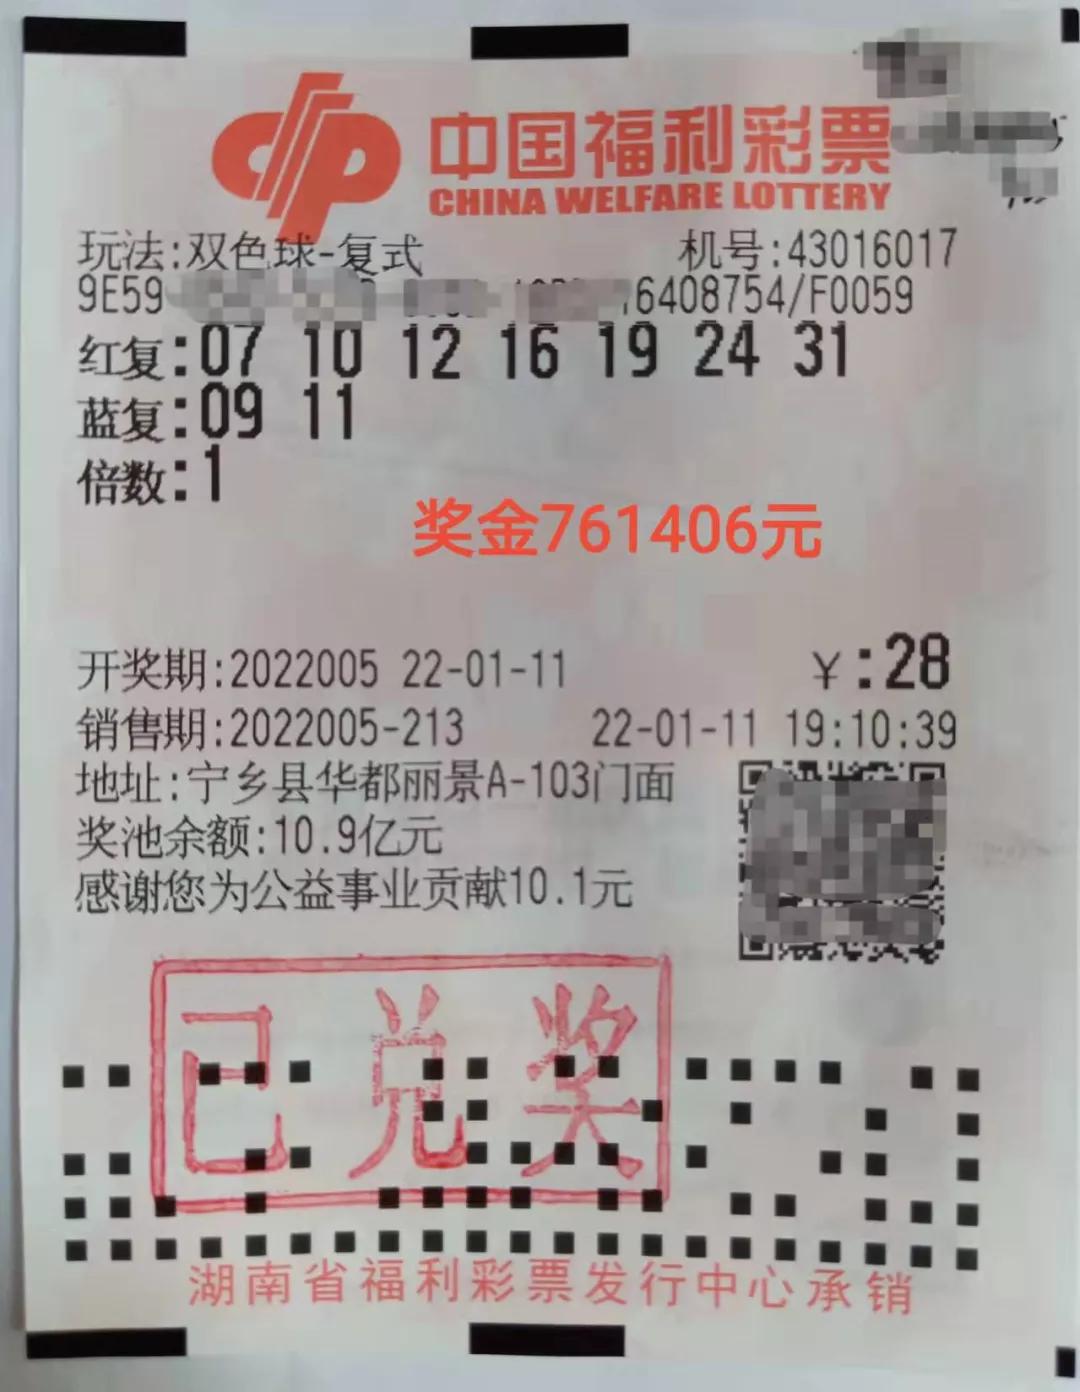 中国福利彩票
CHINA WELFARE LOTTERY
玩法:双色球-复式 机号:43016017
9E59 6408754/F0059
红复:07 10 12 16 19 24 31
蓝复:09 11
倍数:1
奖金761406元
开奖期:2022005 22-01-11 ¥:28
销售期:2022005-213 22-01-11 19:10:39
地址:宁乡县华都丽景A-103门面
奖池余额:10.9亿元
感谢您为公益事业贡献10.1元
已兑奖
湖南省福利彩票发行中心承销